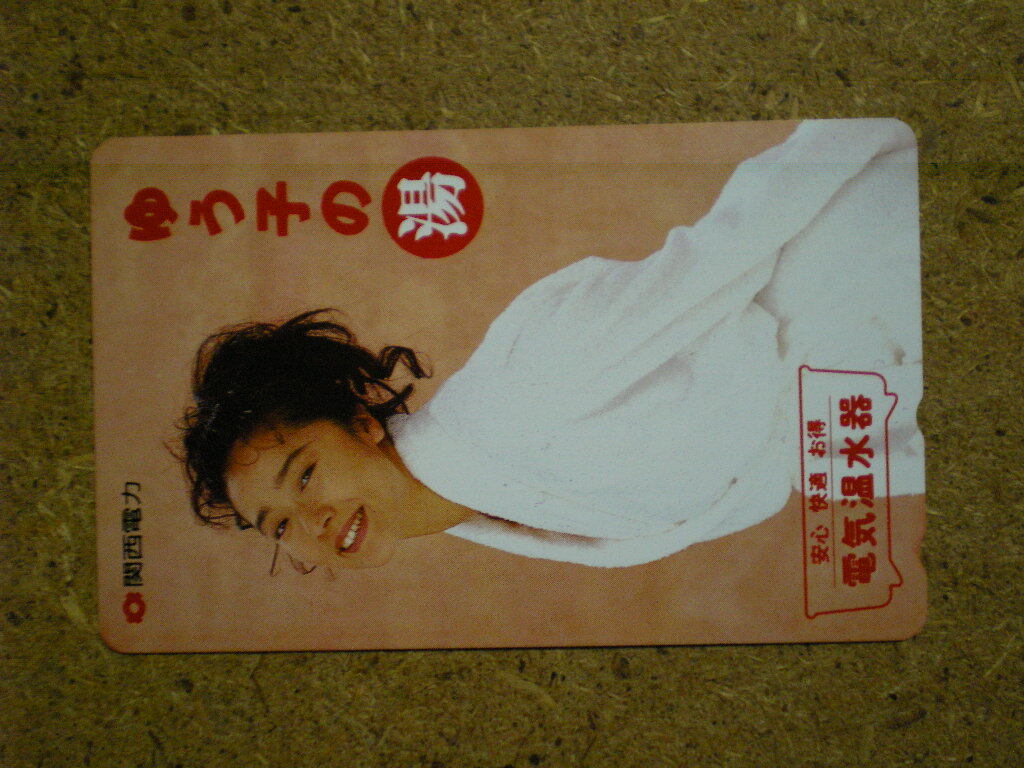 関西電力
ゆう子の湯
安心 快適 お得
電気温水器